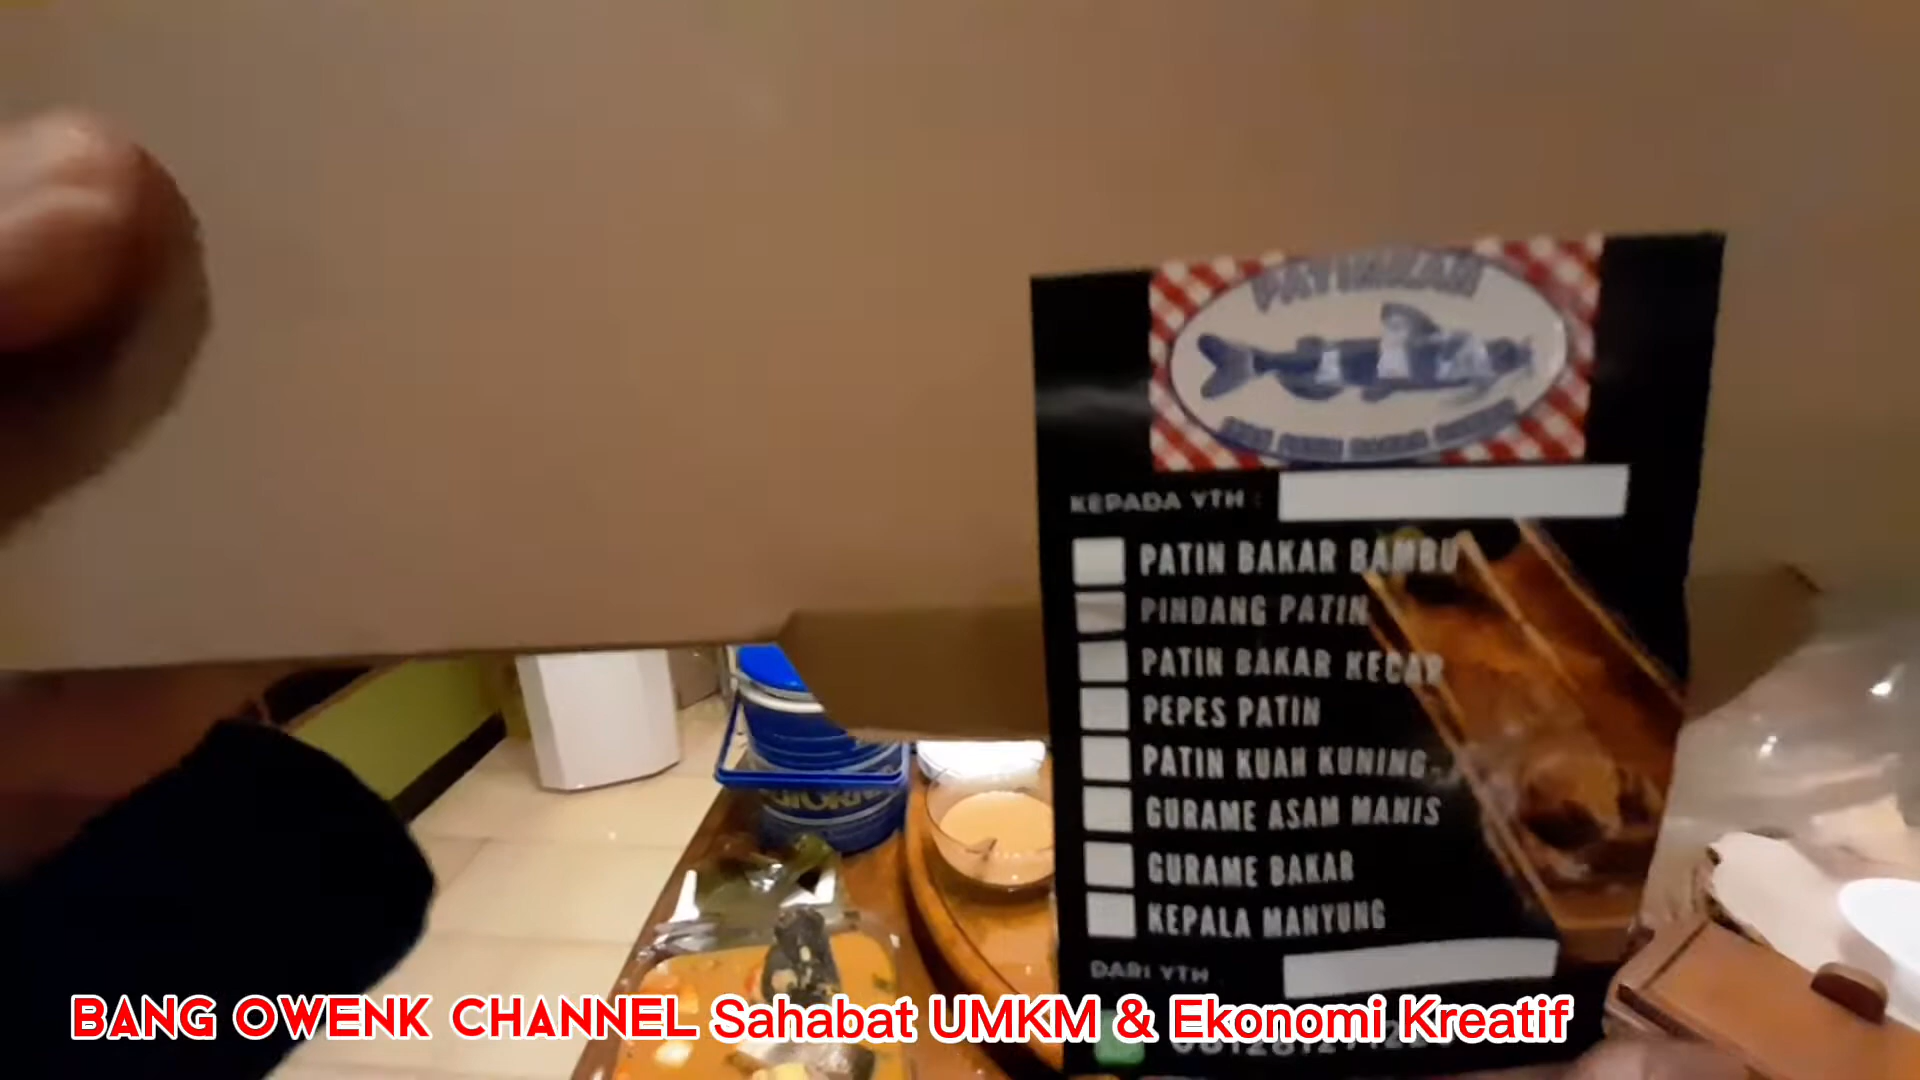 KEPADA YTH :
PATIN BAKAR BAMBU
PINDANG PATIN
PATIN BAKAR KECAP
PEPES PATIN
PATIN KUAH KUNING
GURAME ASAM MANIS
GURAME BAKAR
KEPALA MANYUNG
DARI YTH
BANG OWENK CHANNEL Sahabat UMKM & Ekonomi Kreatif